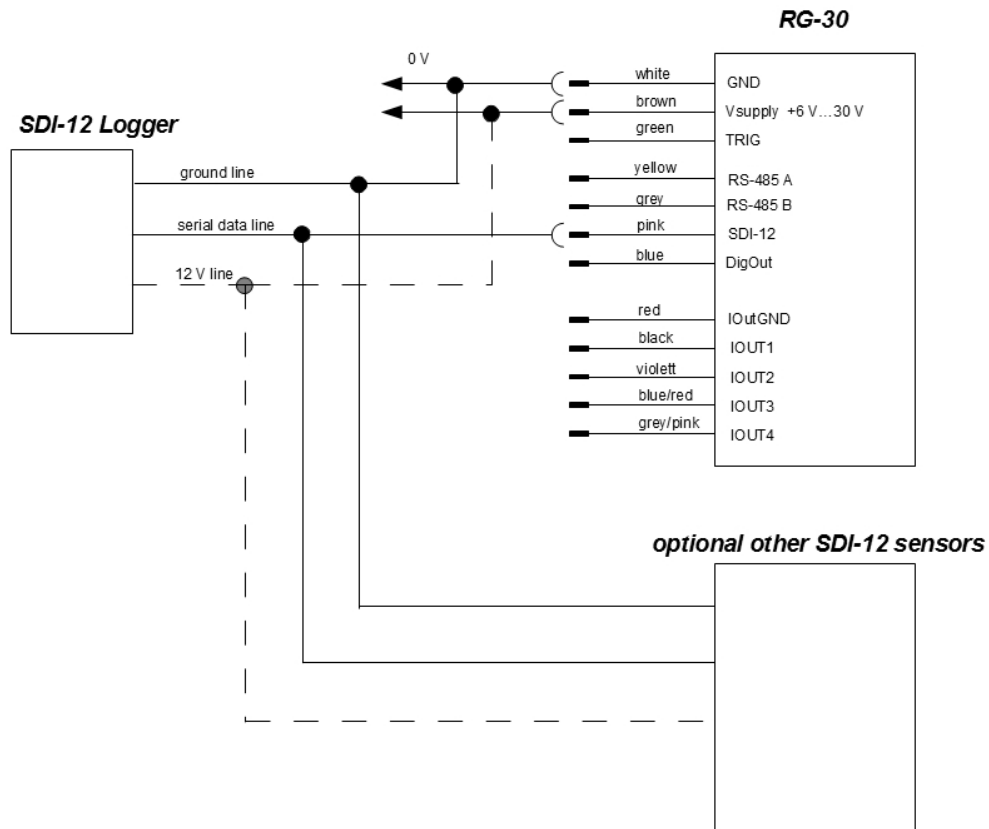 RG-30
0 V
white
GND
brown
Vsupply +6 V...30 V
green
TRIG
SDI-12 Logger
ground line
yellow
RS-485 A
grey
RS-485 B
serial data line
pink
SDI-12
blue
DigOut
12 V line
red
IOutGND
black
IOUT1
violett
IOUT2
blue/red
IOUT3
grey/pink
IOUT4
optional other SDI-12 sensors